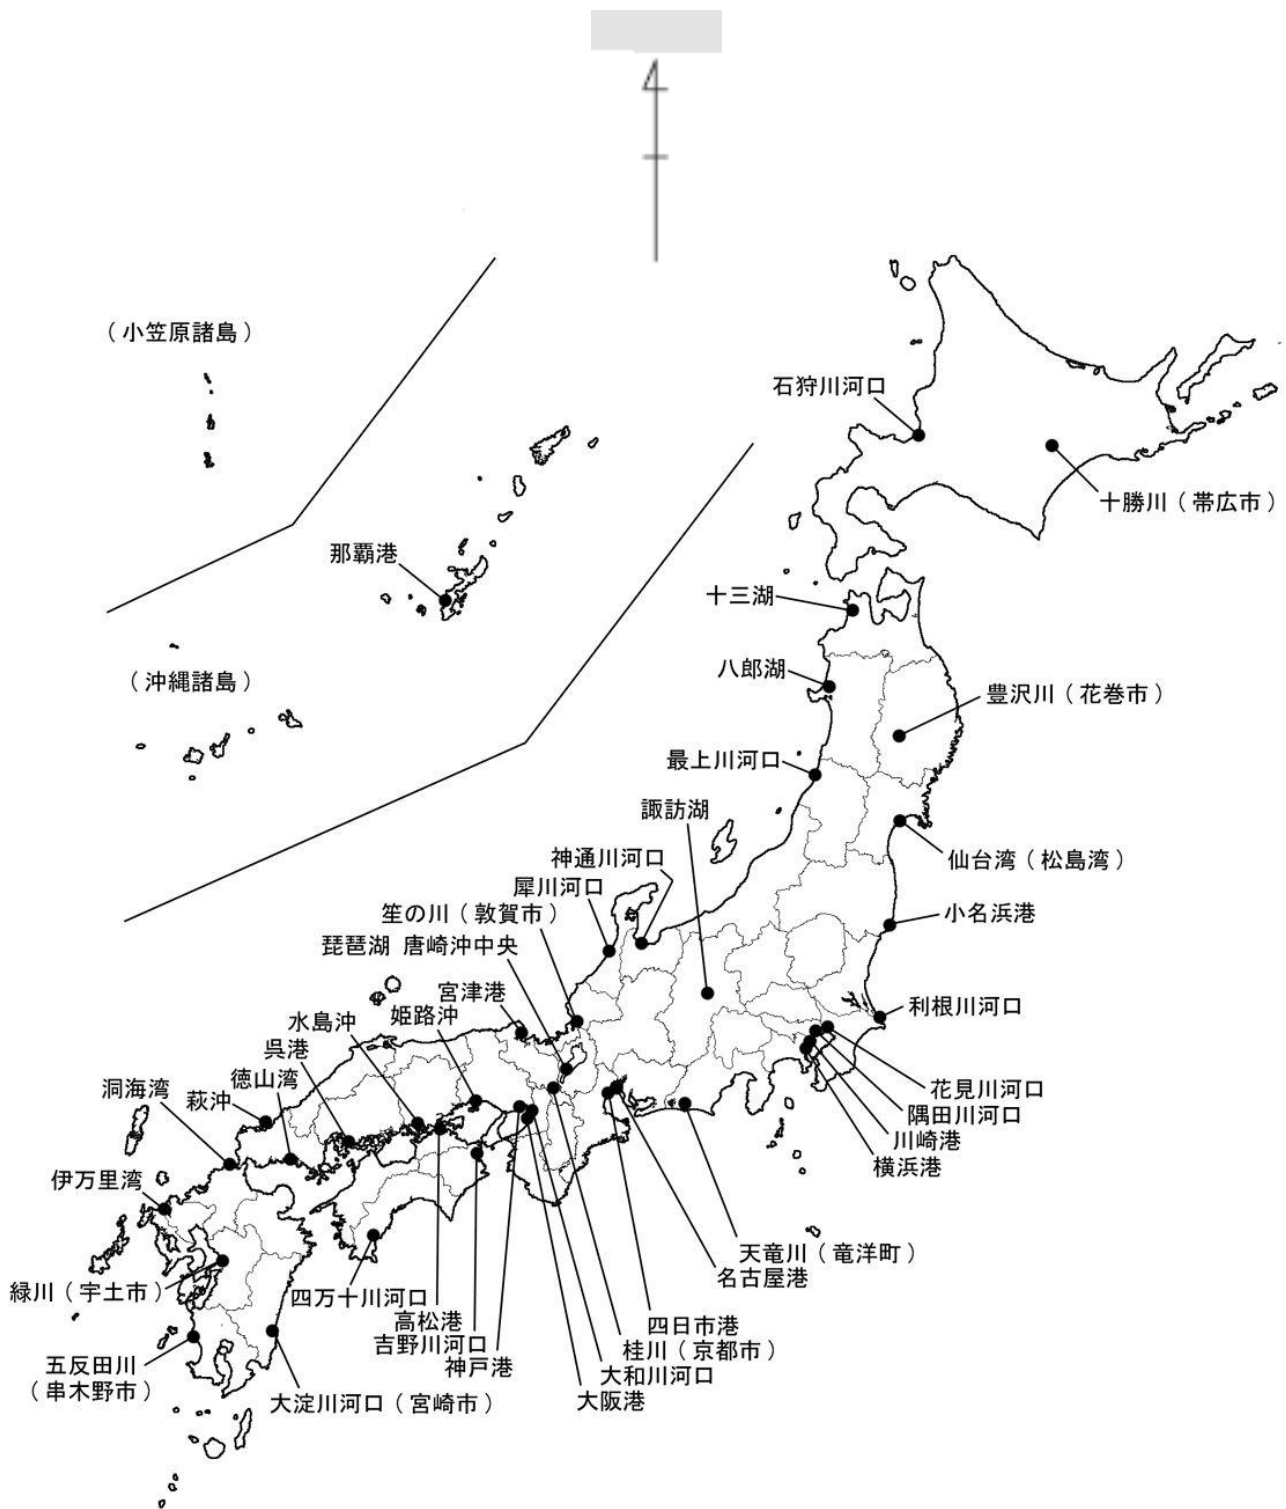 （小笠原諸島）
石狩川河口
十勝川（帯広市）
那覇港
十三湖
八郎湖
（沖縄諸島）
豊沢川（花巻市）
最上川河口
諏訪湖
神通川河口
仙台湾（松島湾）
犀川河口
笙の川（敦賀市）
小名浜港
琵琶湖 唐崎沖中央
宮津港
利根川河口
姫路沖
水島沖
呉港
徳山湾
洞海湾
萩沖
花見川河口
隅田川河口
川崎港
横浜港
伊万里湾
天竜川（竜洋町）
名古屋港
緑川（宇土市）
四万十川河口
高松港
四日市港
吉野川河口
桂川（京都市）
神戸港
大和川河口
五反田川
（串木野市）
大阪港
大淀川河口（宮崎市）